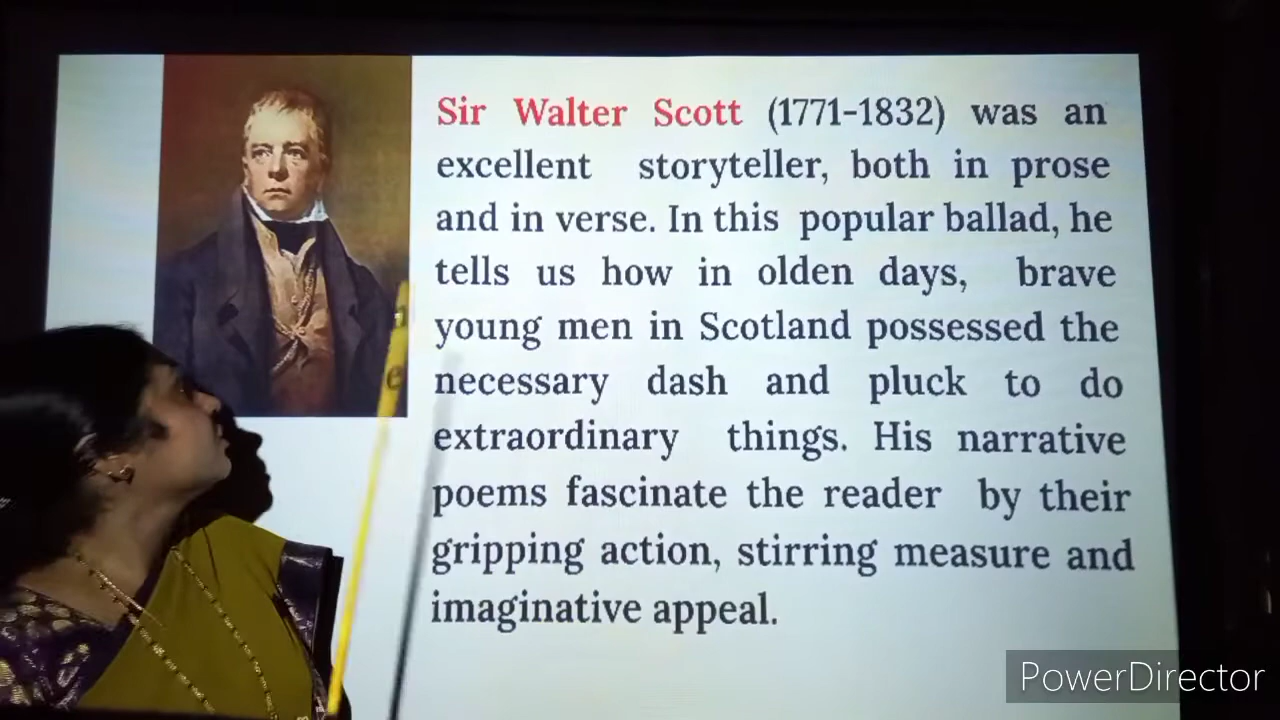 Sir Walter Scott (1771-1832) was an
excellent storyteller, both in prose
and in verse. In this popular ballad, he
tells us how in olden days, brave
young men in Scotland possessed the
necessary dash and pluck to do
extraordinary things. His narrative
poems fascinate the reader by their
gripping action, stirring measure and
imaginative appeal.
PowerDirector